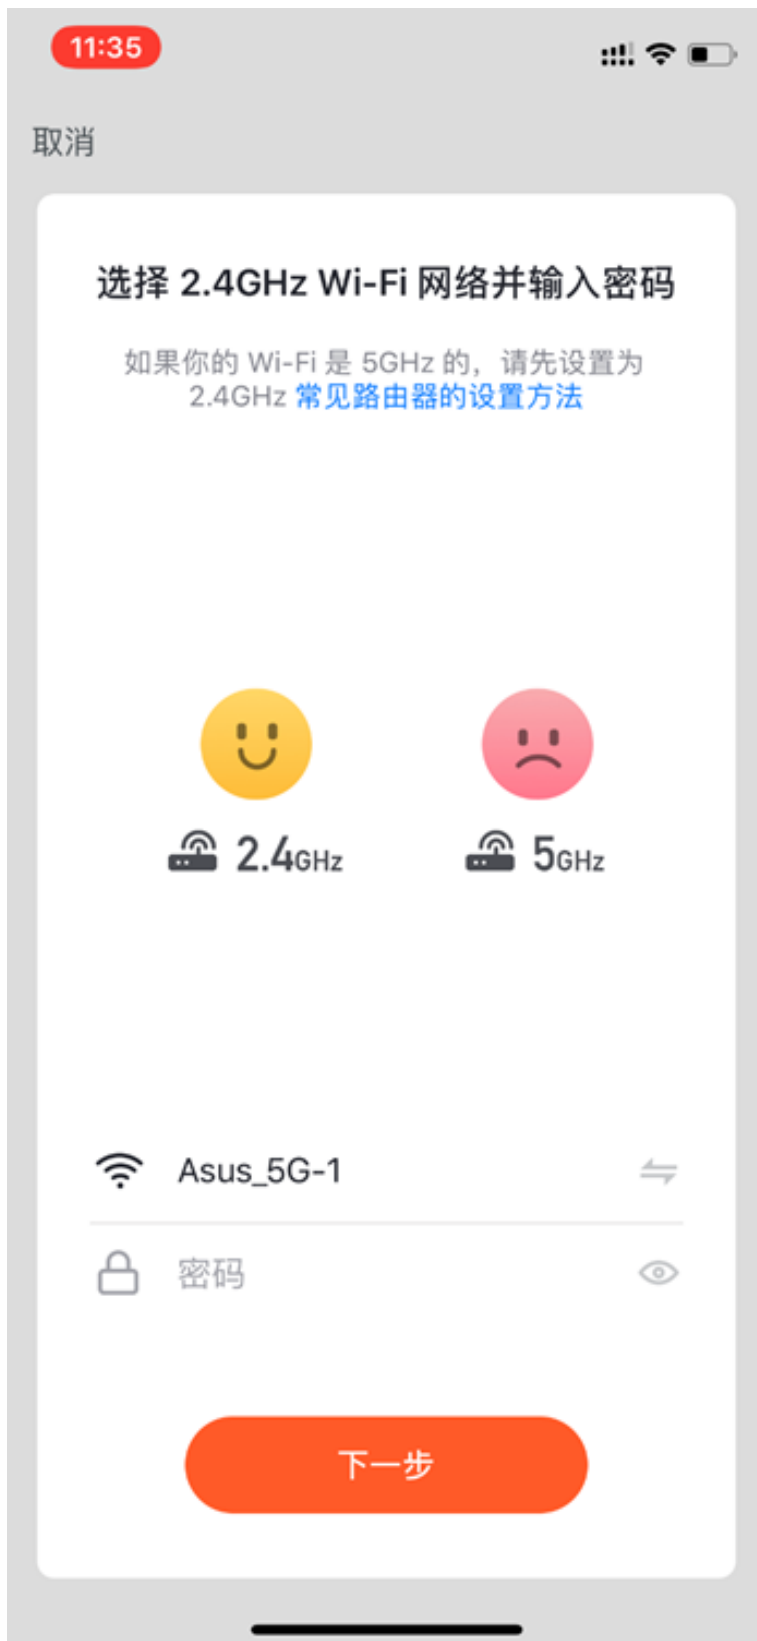 11:35
取消
选择 2.4GHz Wi-Fi 网络并输入密码
如果你的 Wi-Fi 是 5GHz 的，请先设置为
2.4GHz 常见路由器的设置方法
2.4GHz 5GHz
Asus_5G-1
密码
下一步